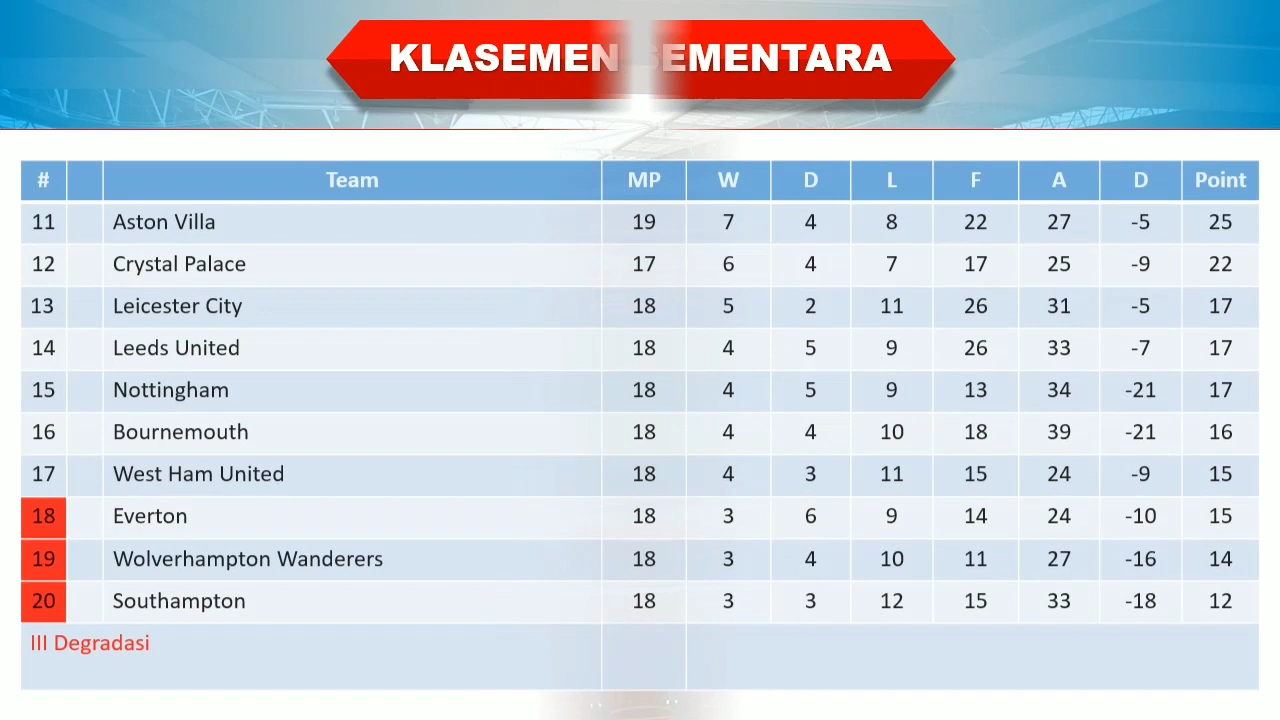 KLASEMEN SEMENTARA
# Team MP W D L F A D Point
11 Aston Villa 19 7 4 8 22 27 -5 25
12 Crystal Palace 17 6 4 7 17 25 -9 22
13 Leicester City 18 5 2 11 26 31 -5 17
14 Leeds United 18 4 5 9 26 33 -7 17
15 Nottingham 18 4 5 9 13 34 -21 17
16 Bournemouth 18 4 4 10 18 39 -21 16
17 West Ham United 18 4 3 11 15 24 -9 15
18 Everton 18 3 6 9 14 24 -10 15
19 Wolverhampton Wanderers 18 3 4 10 11 27 -16 14
20 Southampton 18 3 3 12 15 33 -18 12
III Degradasi